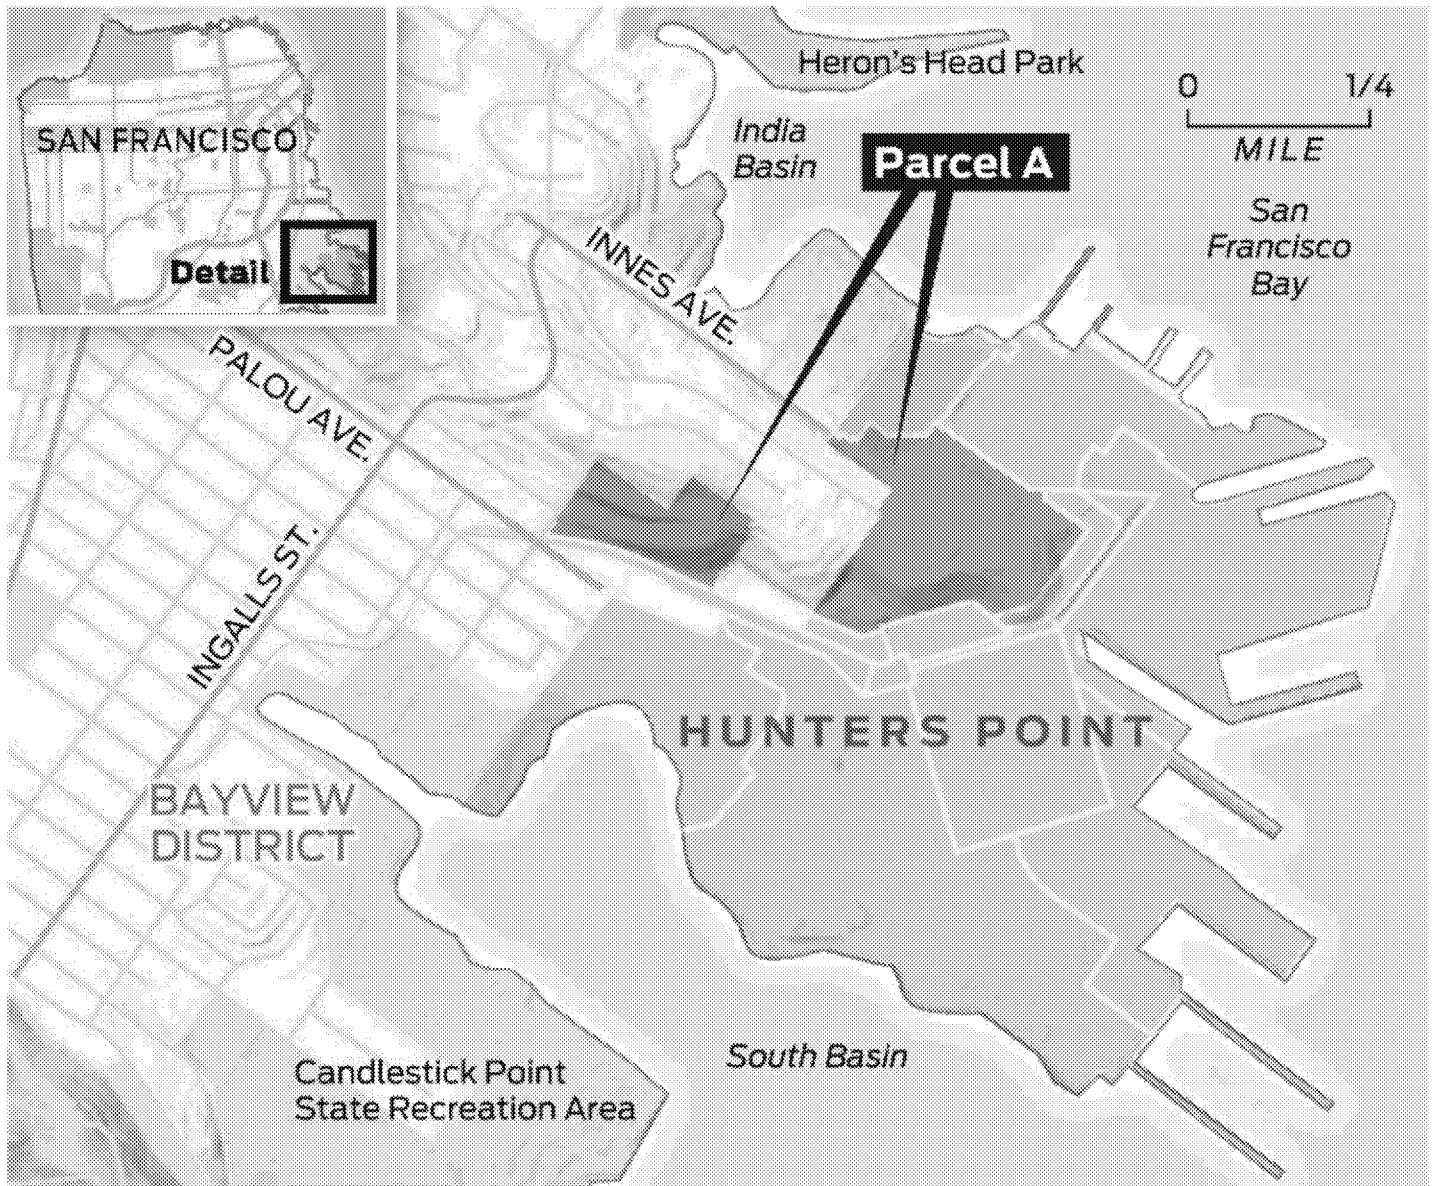 Heron's Head Park
0 1/4
MILE
SAN FRANCISCO
India
Basin
Parcel A
San
Francisco
Bay
Detail
INNES AVE.
PALOU AVE.
INGALLS ST.
HUNTERS POINT
BAYVIEW
DISTRICT
South Basin
Candlestick Point
State Recreation Area